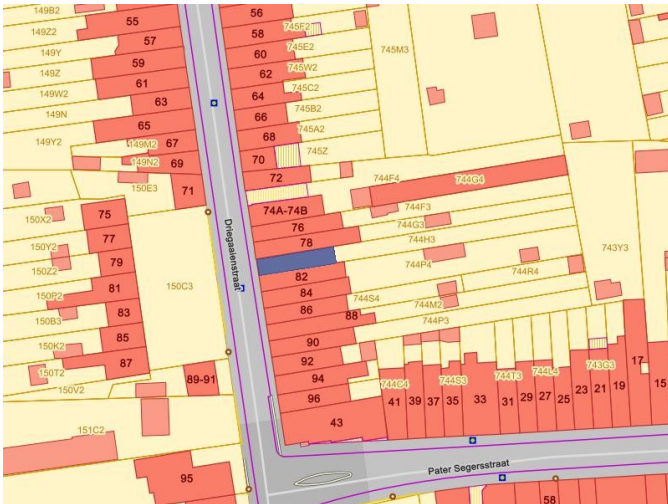 149B2
149Z2
149Y
149Z
149W2
149N
149Y2
149M2
149N2
150E3
55
57
59
61
63
65
67
69
71
56
58
60
62
64
66
68
70
72
74A-74B
76
78
82
84
86
88
90
92
94
96
43
745F2
745E2
745W2
745C2
745B2
745A2
745Z
745M3
744F4
744G4
744F3
744G3
744H3
744P4
744R4
744S4
744M2
744P3
743Y3
150X2
150Y2
150Z2
150P2
150B3
150K2
150T2
150V2
150C3
151C2
75
77
79
81
83
85
87
89-91
95
Driegaaienstraat
744C4
744S3
744T3
744L4
743G3
41
39
37
35
33
31
29
27
25
23
21
19
17
15
Pater Segersstraat
58